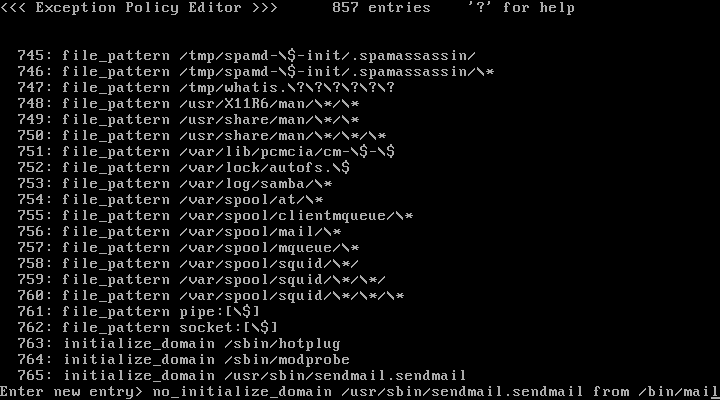 <<< Exception Policy Editor >>>      857 entries    '?' for help
745: file_pattern /tmp/spamd-\$-init/.spamassassin/
746: file_pattern /tmp/spamd-\$-init/.spamassassin/\*
747: file_pattern /tmp/whatis.\?\?\?\?\?\?
748: file_pattern /usr/X11R6/man/\*/\*
749: file_pattern /usr/share/man/\*/\*
750: file_pattern /usr/share/man/\*/\*/\*
751: file_pattern /var/lib/pcmcia/cm-\$-\$
752: file_pattern /var/lock/autofs.\$
753: file_pattern /var/log/samba/\*
754: file_pattern /var/spool/at/\*
755: file_pattern /var/spool/clientmqueue/\*
756: file_pattern /var/spool/mail/\*
757: file_pattern /var/spool/mqueue/\*
758: file_pattern /var/spool/squid/\*/
759: file_pattern /var/spool/squid/\*/\*/
760: file_pattern /var/spool/squid/\*/\*/\*
761: file_pattern pipe:[\$]
762: file_pattern socket:[\$]
763: initialize_domain /sbin/hotplug
764: initialize_domain /sbin/modprobe
765: initialize_domain /usr/sbin/sendmail.sendmail
Enter new entry> no_initialize_domain /usr/sbin/sendmail.sendmail from /bin/mail